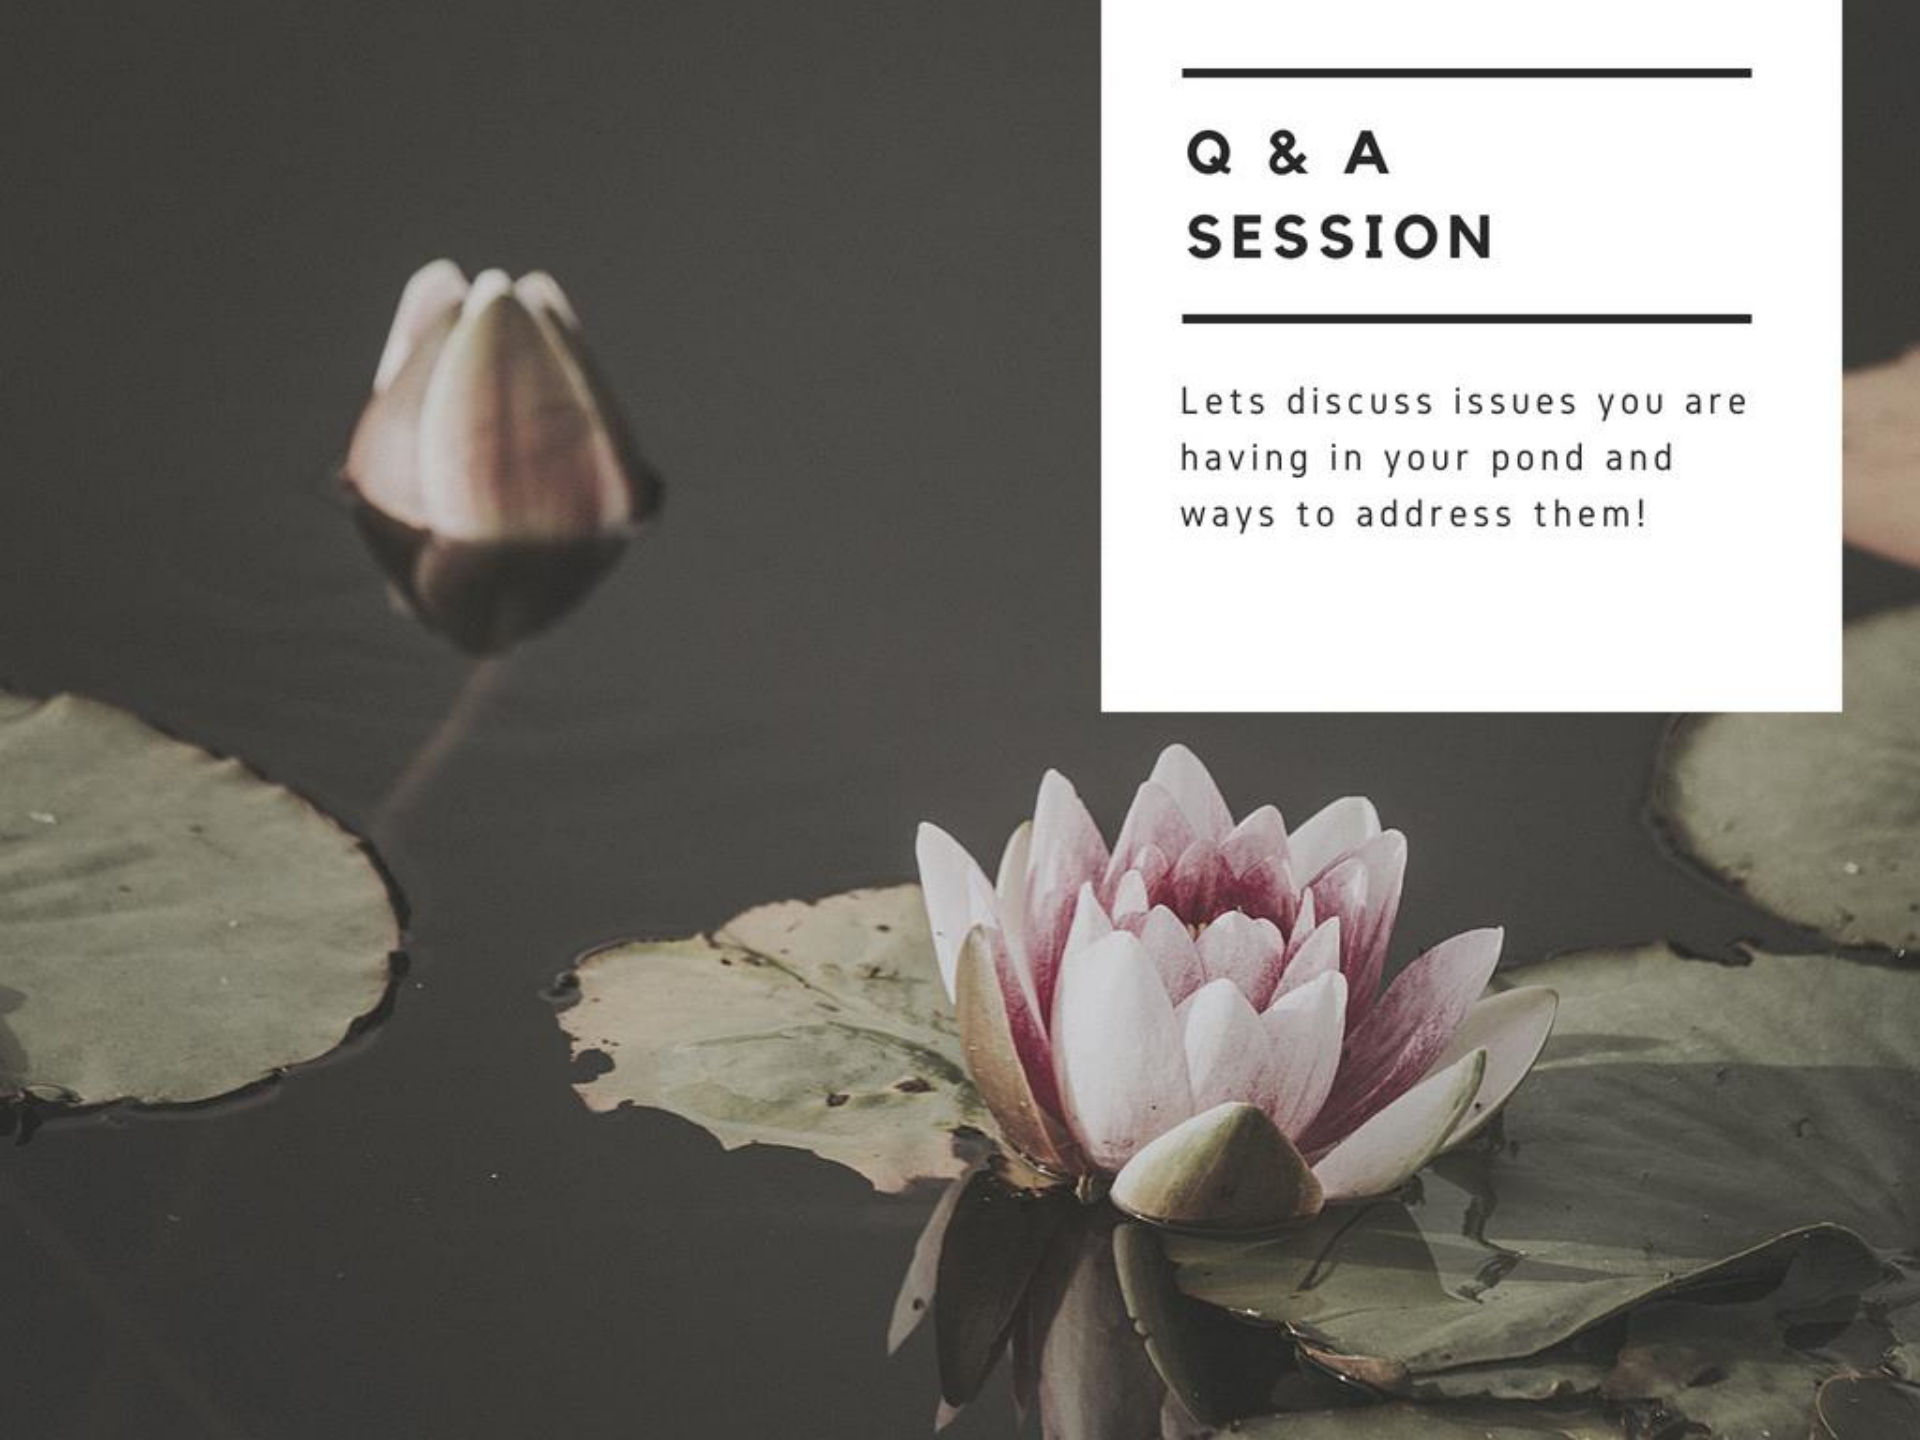 Q & A
SESSION
Lets discuss issues you are
having in your pond and
ways to address them!